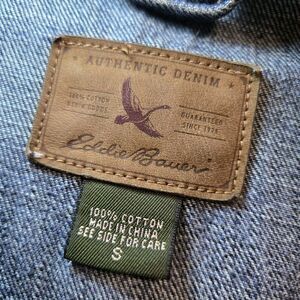 AUTHENTIC DENIM
100% COTTON
DENIM GOODS
GUARANTEED
SINCE 1920
Eddie Bauer
100% COTTON
MADE IN CHINA
SEE SIDE FOR CARE
S